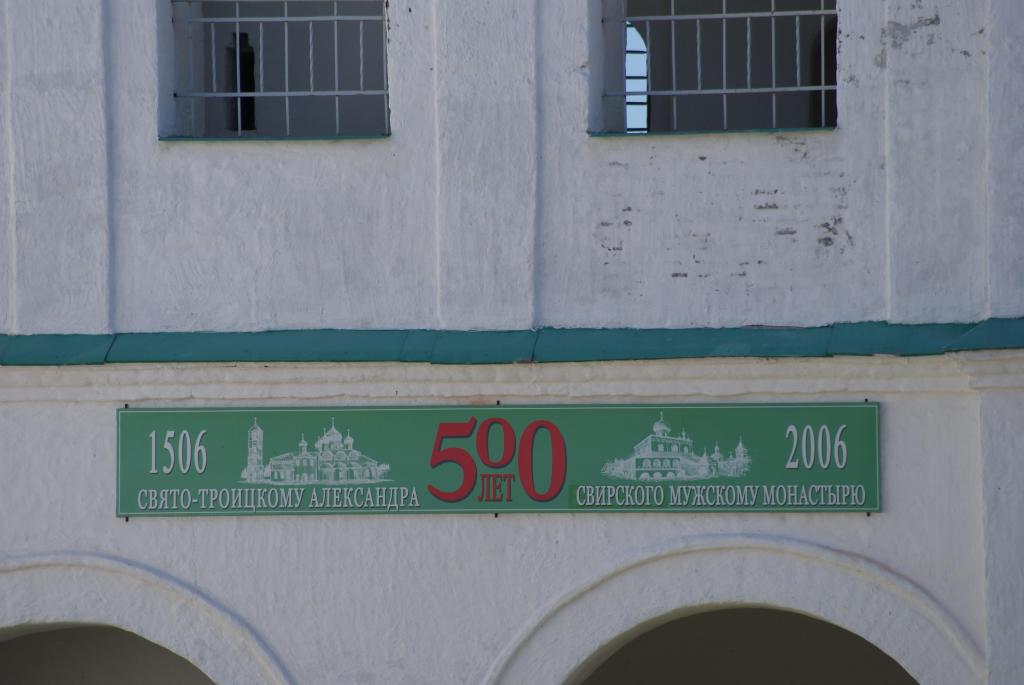 1506 500 2006
ЛЕТ
СВЯТО-ТРОИЦКОМУ АЛЕКСАНДРА СВИРСКОГО МУЖСКОМУ МОНАСТЫРЮ